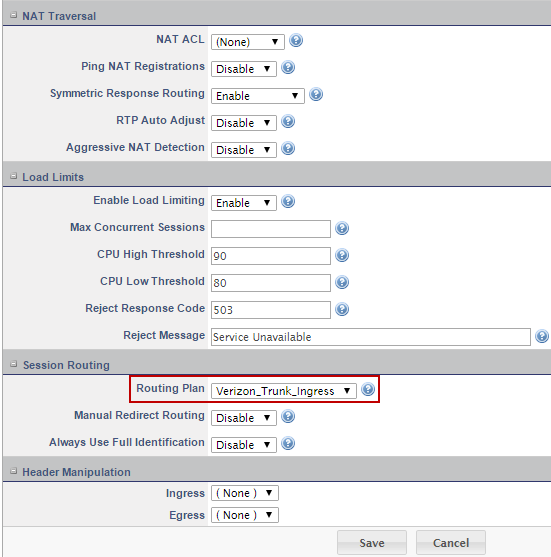 NAT Traversal
NAT ACL (None)
Ping NAT Registrations Disable
Symmetric Response Routing Enable
RTP Auto Adjust Disable
Aggressive NAT Detection Disable
Load Limits
Enable Load Limiting Enable
Max Concurrent Sessions
CPU High Threshold 90
CPU Low Threshold 80
Reject Response Code 503
Reject Message Service Unavailable
Session Routing
Routing Plan Verizon_Trunk_Ingress
Manual Redirect Routing Disable
Always Use Full Identification Disable
Header Manipulation
Ingress ( None )
Egress ( None )
Save Cancel